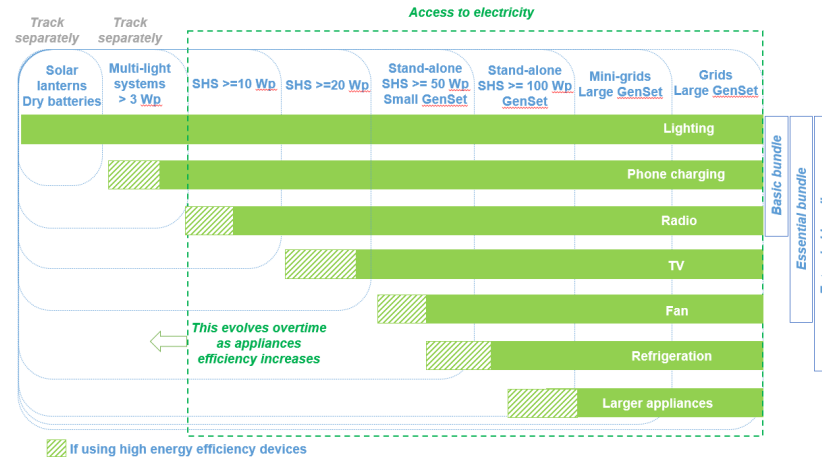 Access to electricity
Track
separately
Track
separately
Solar
lanterns
Dry batteries
Multi-light
systems
> 3 Wp
SHS >=10 Wp
SHS >=20 Wp
Stand-alone
SHS >= 50 Wp
Small GenSet
Stand-alone
SHS >= 100 Wp
GenSet
Mini-grids
Large GenSet
Grids
Large GenSet
Lighting
Phone charging
Radio
TV
Fan
Refrigeration
Larger appliances
Basic bundle
Essential bundle
This evolves overtime
as appliances
efficiency increases
If using high energy efficiency devices